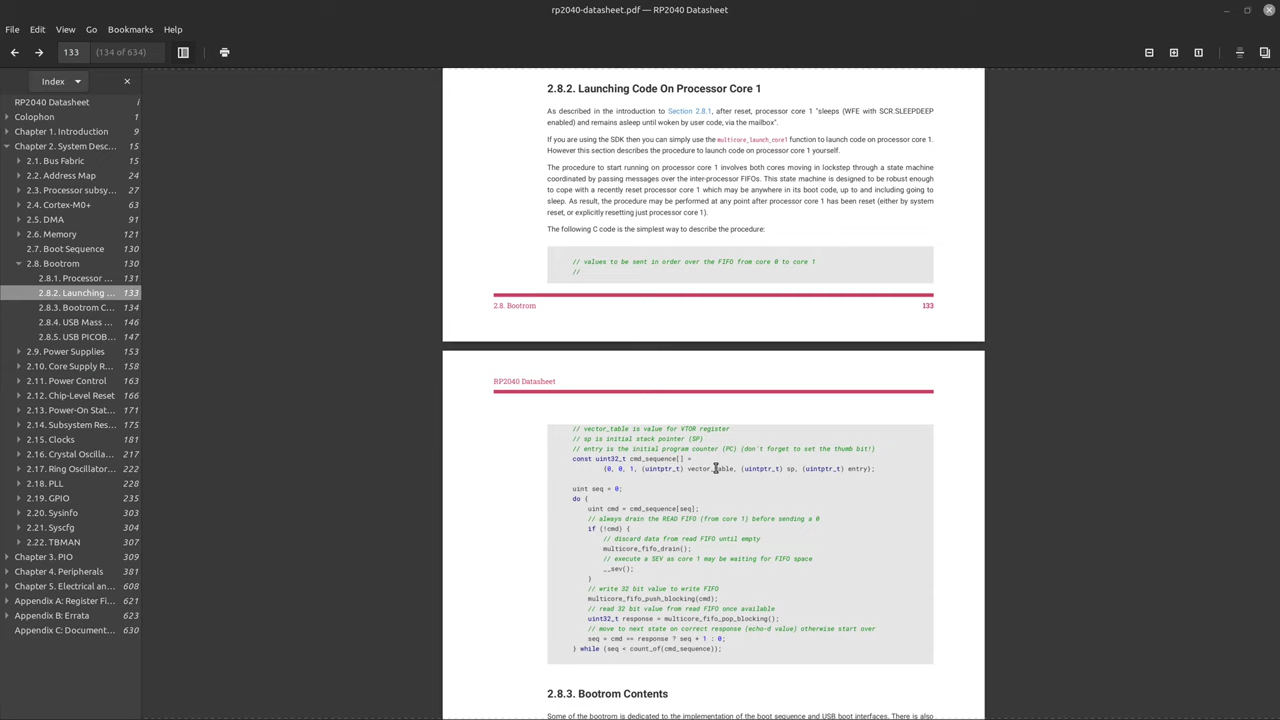 rp2040-datasheet.pdf — RP2040 Datasheet
File Edit View Go Bookmarks Help
133 (134 of 634)
Index
RP2040 Datasheet i
Colophon 1
Chapter 1. Introduction 9
Chapter 2. System Desc... 15
2.1. Bus Fabric 15
2.2. Address Map 24
2.3. Processor subsy... 27
2.4. Cortex-M0+ 63
2.5. DMA 91
2.6. Memory 121
2.7. Boot Sequence 130
2.8. Bootrom 130
2.8.1. Processor ... 131
2.8.2. Launching ... 133
2.8.3. Bootrom C... 134
2.8.4. USB Mass ... 142
2.8.5. USB PICOB... 147
2.9. Power Supplies 153
2.10. Core Supply R... 158
2.11. Power Control 163
2.12. Chip-Level Reset 166
2.13. Power-On Stat... 170
2.14. Subsystem Res... 175
2.15. Clocks 181
2.16. Crystal Oscilla... 217
2.17. Ring Oscillator... 221
2.18. PLL 228
2.19. GPIO 235
2.20. Sysinfo 303
2.21. Syscfg 304
2.22. TBMAN 307
Chapter 3. PIO 309
Chapter 4. Peripherals 381
Chapter 5. Electrical an... 608
Appendix A: Register Fi... 621
Appendix B: Errata 623
Appendix C: Document... 630
2.8.2. Launching Code On Processor Core 1
As described in the introduction to Section 2.8.1, after reset, processor core 1 "sleeps (WFE with SCR.SLEEPDEEP
enabled) and remains asleep until woken by user code, via the mailbox".
If you are using the SDK then you can simply use the multicore_launch_core1 function to launch code on processor core 1.
However this section describes the procedure to launch code on processor core 1 yourself.
The procedure to start running on processor core 1 involves both cores moving in lockstep through a state machine
coordinated by passing messages over the inter-processor FIFOs. This state machine is designed to be robust enough
to cope with a recently reset processor core 1 which may be anywhere in its boot code, up to and including going to
sleep. As result, the procedure may be performed at any point after processor core 1 has been reset (either by system
reset, or explicitly resetting just processor core 1).
The following C code is the simplest way to describe the procedure:
// values to be sent in order over the FIFO from core 0 to core 1
//
2.8. Bootrom 133
RP2040 Datasheet
// vector_table is value for VTOR register
// sp is initial stack pointer (SP)
// entry is the initial program counter (PC) (don't forget to set the thumb bit!)
const uint32_t cmd_sequence[] =
{0, 0, 1, (uintptr_t) vector_table, (uintptr_t) sp, (uintptr_t) entry};
uint seq = 0;
do {
uint cmd = cmd_sequence[seq];
// always drain the READ FIFO (from core 1) before sending a 0
if (!cmd) {
// discard data from read FIFO until empty
multicore_fifo_drain();
// execute a SEV as core 1 may be waiting for FIFO space
__sev();
}
// write 32 bit value to write FIFO
multicore_fifo_push_blocking(cmd);
// read 32 bit value from read FIFO once available
uint32_t response = multicore_fifo_pop_blocking();
// move to next state on correct response (echo-d value) otherwise start over
seq = cmd == response ? seq + 1 : 0;
} while (seq < count_of(cmd_sequence));
2.8.3. Bootrom Contents
Some of the bootrom is dedicated to the implementation of the boot sequence and USB boot interfaces. There is also